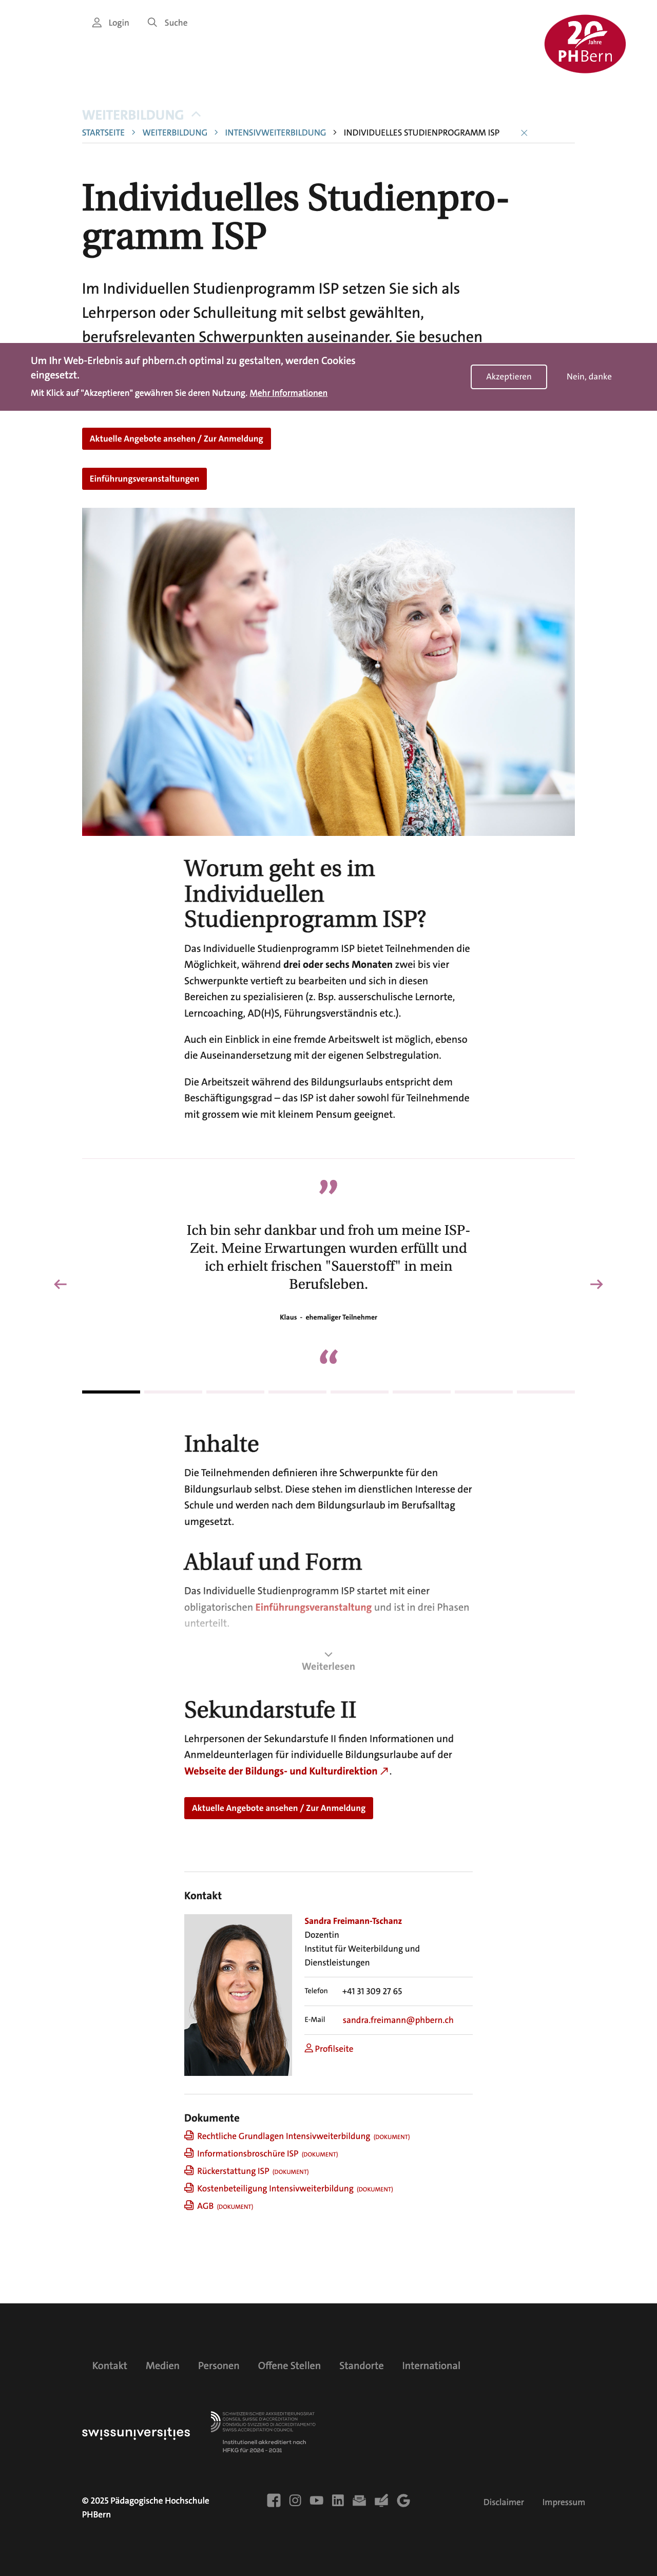 Login
Suche
20
Jahre
PHBern
WEITERBILDUNG
STARTSEITE
WEITERBILDUNG
INTENSIVWEITERBILDUNG
INDIVIDUELLES STUDIENPROGRAMM ISP
Individuelles Studienpro-
gramm ISP
Im Individuellen Studienprogramm ISP setzen Sie sich als
Lehrperson oder Schulleitung mit selbst gewählten,
berufsrelevanten Schwerpunkten auseinander. Sie besuchen
Um Ihr Web-Erlebnis auf phbern.ch optimal zu gestalten, werden Cookies
eingesetzt.
Mit Klick auf "Akzeptieren" gewähren Sie deren Nutzung. Mehr Informationen
Akzeptieren
Nein, danke
Aktuelle Angebote ansehen / Zur Anmeldung
Einführungsveranstaltungen
Worum geht es im
Individuellen
Studienprogramm ISP?
Das Individuelle Studienprogramm ISP bietet Teilnehmenden die
Möglichkeit, während drei oder sechs Monaten zwei bis vier
Schwerpunkte vertieft zu bearbeiten und sich in diesen
Bereichen zu spezialisieren (z. Bsp. ausserschulische Lernorte,
Lerncoaching, AD(H)S, Führungsverständnis etc.).
Auch ein Einblick in eine fremde Arbeitswelt ist möglich, ebenso
die Auseinandersetzung mit der eigenen Selbstregulation.
Die Arbeitszeit während des Bildungsurlaubs entspricht dem
Beschäftigungsgrad – das ISP ist daher sowohl für Teilnehmende
mit grossem wie mit kleinem Pensum geeignet.
”
Ich bin sehr dankbar und froh um meine ISP-
Zeit. Meine Erwartungen wurden erfüllt und
ich erhielt frischen "Sauerstoff" in mein
Berufsleben.
Klaus - ehemaliger Teilnehmer
“
Inhalte
Die Teilnehmenden definieren ihre Schwerpunkte für den
Bildungsurlaub selbst. Diese stehen im dienstlichen Interesse der
Schule und werden nach dem Bildungsurlaub im Berufsalltag
umgesetzt.
Ablauf und Form
Das Individuelle Studienprogramm ISP startet mit einer
obligatorischen Einführungsveranstaltung und ist in drei Phasen
unterteilt.
Weiterlesen
Sekundarstufe II
Lehrpersonen der Sekundarstufe II finden Informationen und
Anmeldeunterlagen für individuelle Bildungsurlaube auf der
Webseite der Bildungs- und Kulturdirektion ↗.
Aktuelle Angebote ansehen / Zur Anmeldung
Kontakt
Sandra Freimann-Tschanz
Dozentin
Institut für Weiterbildung und
Dienstleistungen
Telefon +41 31 309 27 65
E-Mail sandra.freimann@phbern.ch
Profilseite
Dokumente
Rechtliche Grundlagen Intensivweiterbildung (DOKUMENT)
Informationsbroschüre ISP (DOKUMENT)
Rückerstattung ISP (DOKUMENT)
Kostenbeteiligung Intensivweiterbildung (DOKUMENT)
AGB (DOKUMENT)
Kontakt
Medien
Personen
Offene Stellen
Standorte
International
swissuniversities
SCHWEIZERISCHER AKKREDITIERUNGSRAT
CONSEIL SUISSE D'ACCREDITATION
CONSIGLIO SVIZZERO DI ACCREDITAMENTO
SWISS ACCREDITATION COUNCIL
Institutionell akkreditiert nach
HFKG für 2024 - 2031
© 2025 Pädagogische Hochschule
PHBern
Disclaimer
Impressum